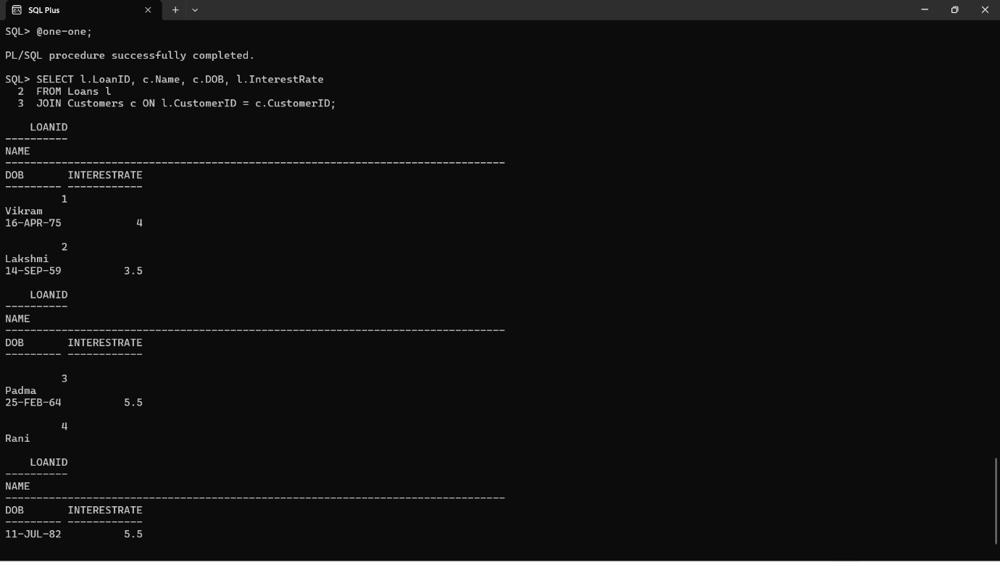 SQL Plus
SQL> @one-one;
PL/SQL procedure successfully completed.
SQL> SELECT l.LoanID, c.Name, c.DOB, l.InterestRate
  2  FROM Loans l
  3  JOIN Customers c ON l.CustomerID = c.CustomerID;
    LOANID
----------
NAME
--------------------------------------------------------------------------------
DOB       INTERESTRATE
--------- ------------
         1
Vikram
16-APR-75            4
         2
Lakshmi
14-SEP-59          3.5
    LOANID
----------
NAME
--------------------------------------------------------------------------------
DOB       INTERESTRATE
--------- ------------
         3
Padma
25-FEB-64          5.5
         4
Rani
    LOANID
----------
NAME
--------------------------------------------------------------------------------
DOB       INTERESTRATE
--------- ------------
11-JUL-82          5.5